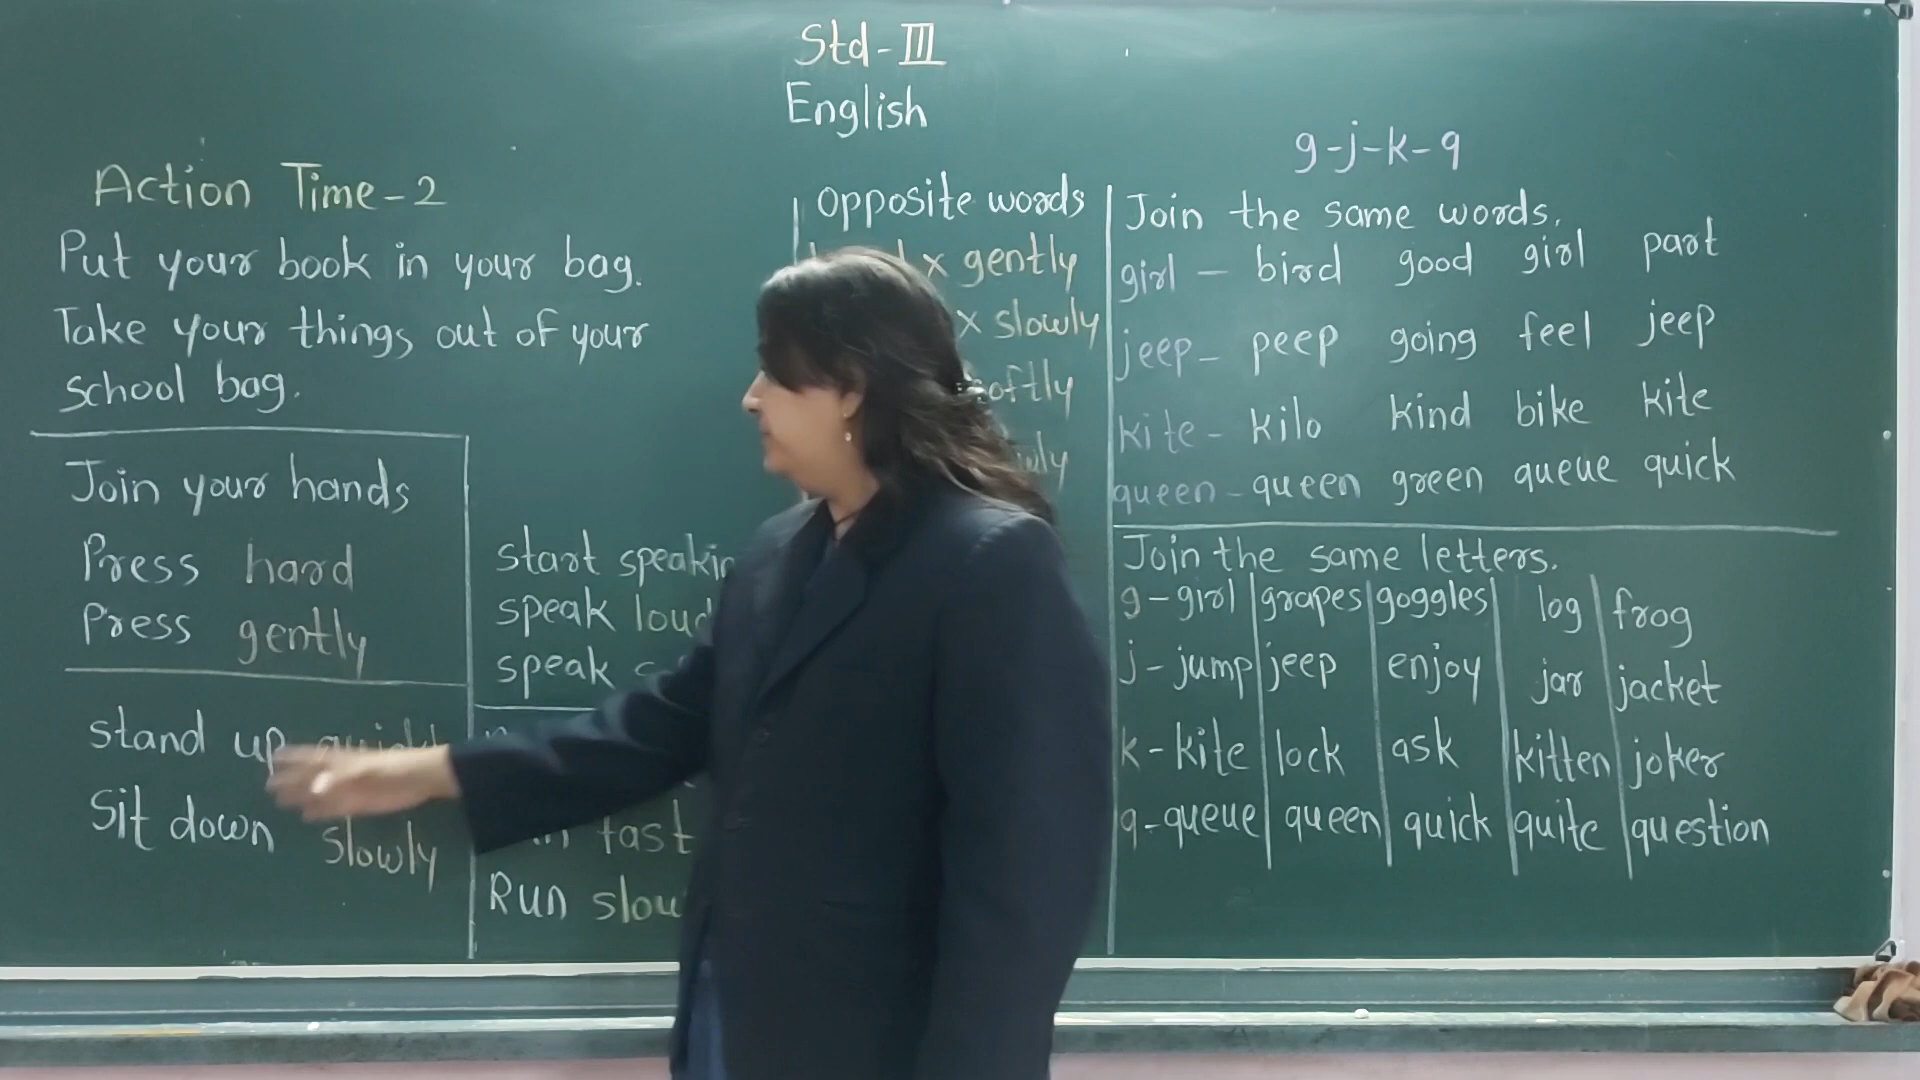 Std-III
English
Action Time-2
Put your book in your bag.
Take your things out of your
school bag.
Join your hands
Press hard
Press gently
stand up
Sit down slowly
start
speak
speak
fast
Run
opposite words
x gently
x slowly
g-j-k-q
Join the same words.
girl - bird good girl part
jeep - peep going feel jeep
kite - kilo kind bike kite
queen - queen green queue quick
Join the same letters.
g - girl grapes goggles log frog
j - jump jeep enjoy jar jacket
k - kite lock ask kitten joker
q - queue queen quick quite question